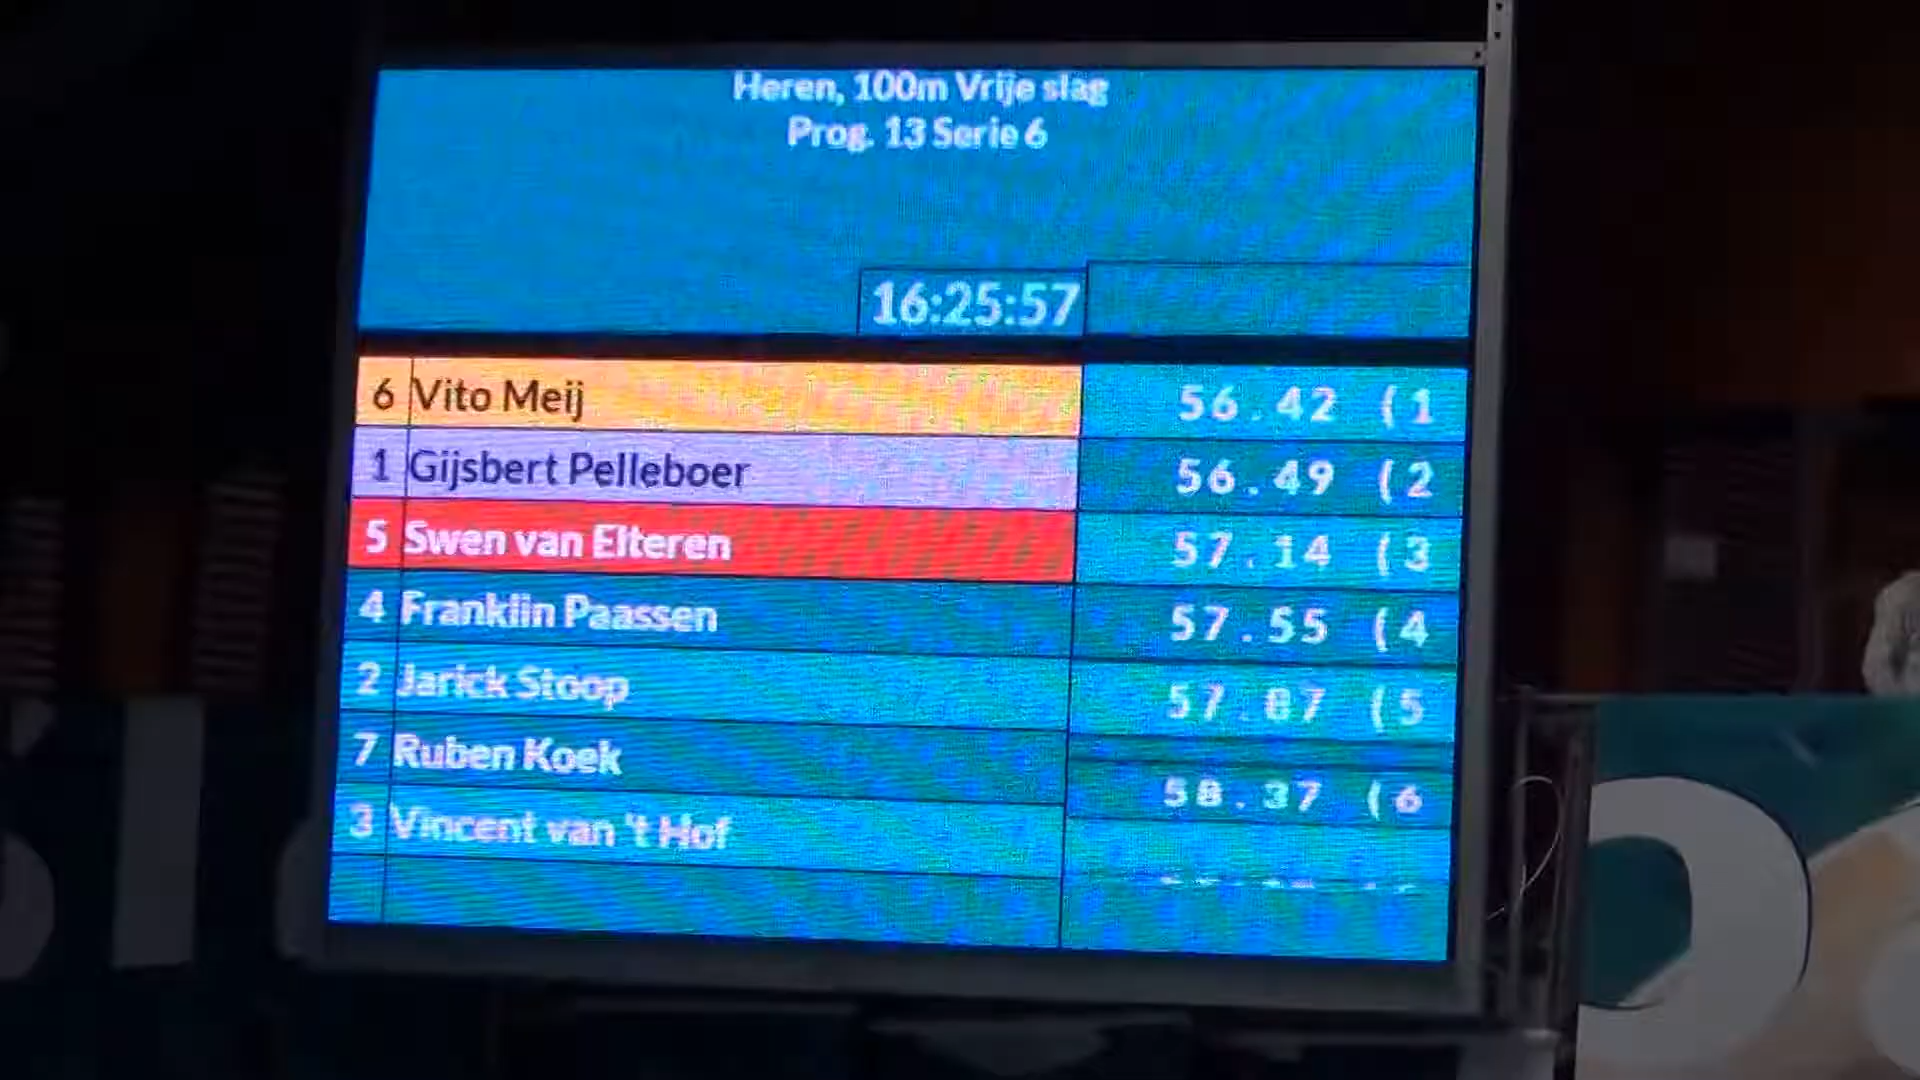 Heren, 100m Vrije slag
Prog. 13 Serie 6
16:25:57
6 Vito Meij 56.42 (1
1 Gijsbert Pelleboer 56.49 (2
5 Swen van Elteren 57.14 (3
4 Franklin Paassen 57.55 (4
2 Jarick Stoop 57.87 (5
7 Ruben Koek 58.37 (6
3 Vincent van 't Hof